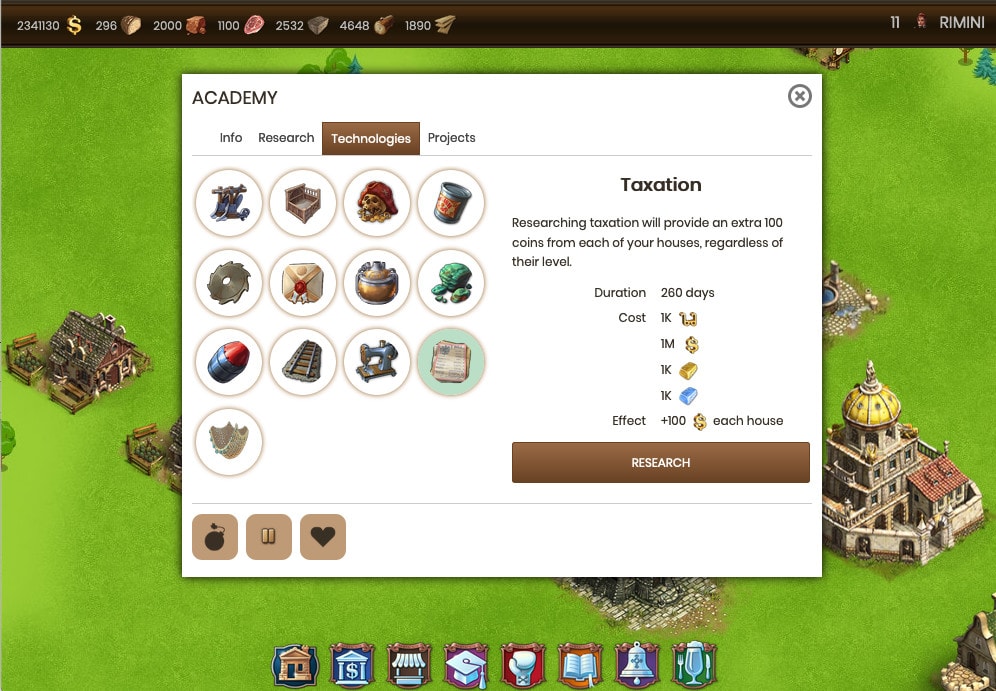 2341130 296 2000 1100 2532 4648 1890 11 RIMINI
ACADEMY
Info Research Technologies Projects
Taxation
Researching taxation will provide an extra 100
coins from each of your houses, regardless of
their level.
Duration 260 days
Cost 1K
1M
1K
1K
Effect +100 each house
RESEARCH